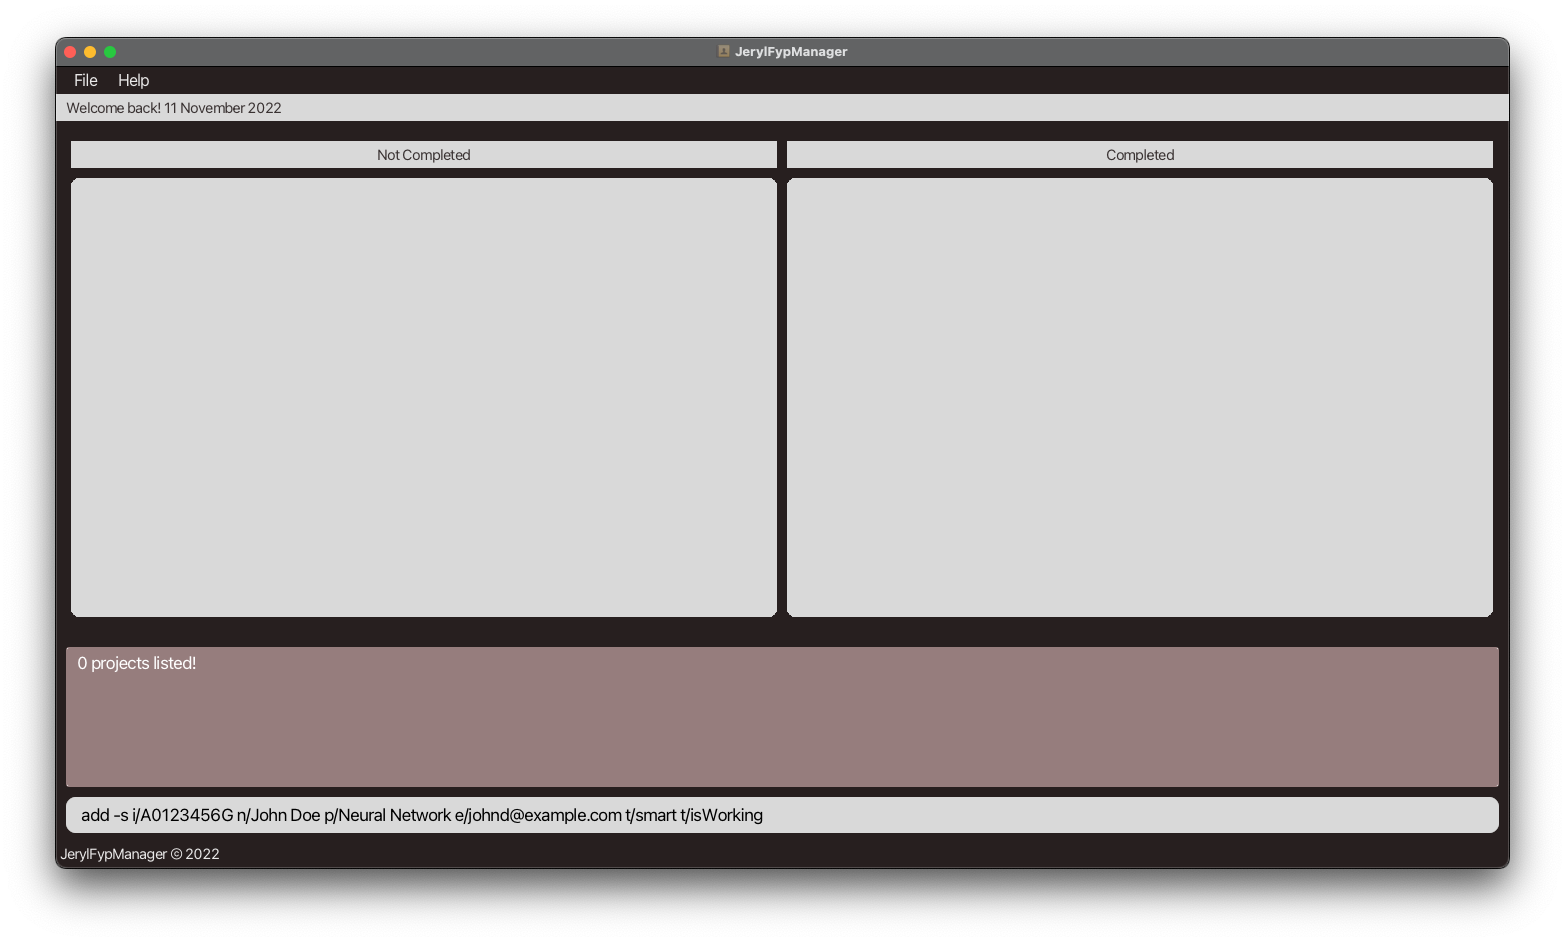 JerylFypManager
File Help
Welcome back! 11 November 2022
Not Completed
Completed
0 projects listed!
add -s i/A0123456G n/John Doe p/Neural Network e/johnd@example.com t/smart t/isWorking
JerylFypManager © 2022